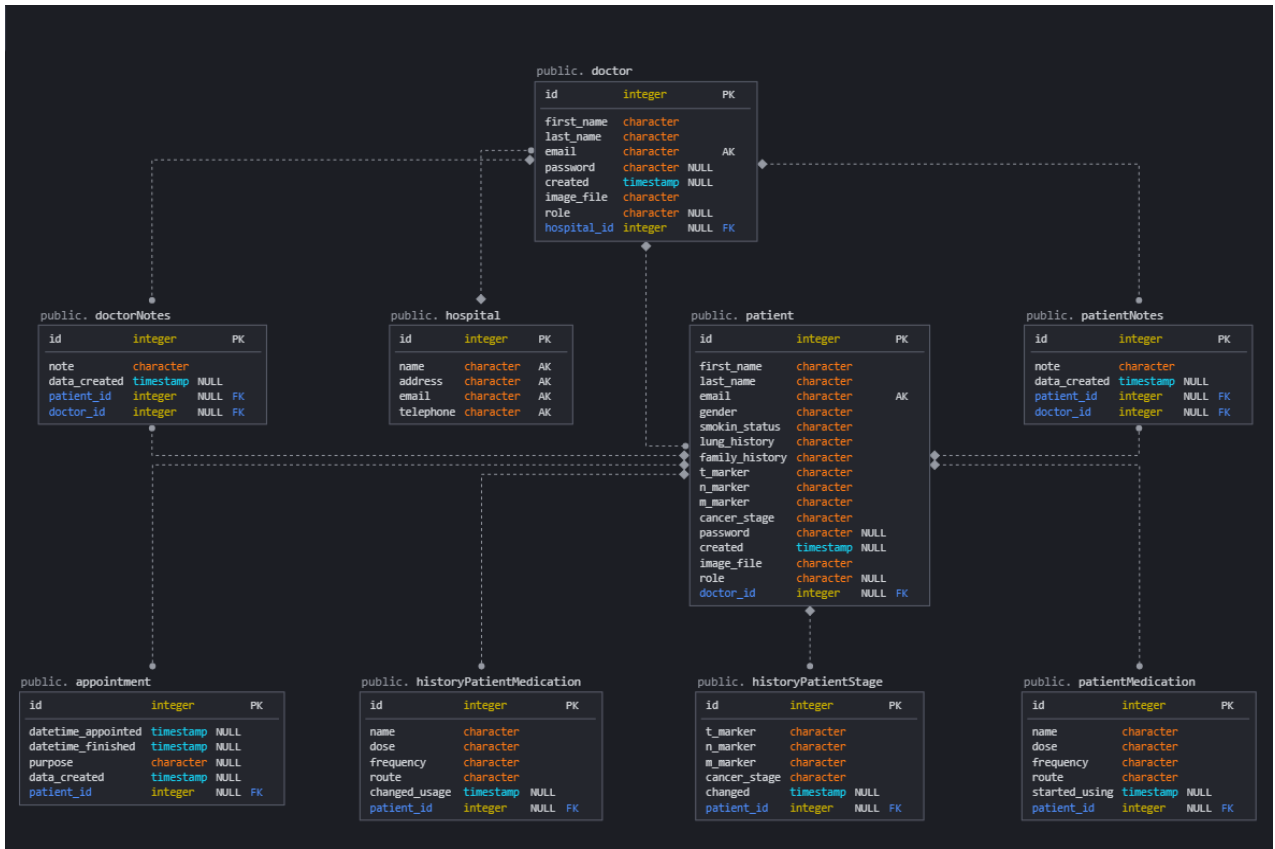 public. doctor
id integer PK
first_name character
last_name character
email character AK
password character NULL
created timestamp NULL
image_file character
role character NULL
hospital_id integer NULL FK
public. doctorNotes
id integer PK
note character
data_created timestamp NULL
patient_id integer NULL FK
doctor_id integer NULL FK
public. hospital
id integer PK
name character AK
address character AK
email character AK
telephone character AK
public. patient
id integer PK
first_name character
last_name character
email character AK
gender character
smokin_status character
lung_history character
family_history character
t_marker character
n_marker character
m_marker character
cancer_stage character
password character NULL
created timestamp NULL
image_file character
role character NULL
doctor_id integer NULL FK
public. patientNotes
id integer PK
note character
data_created timestamp NULL
patient_id integer NULL FK
doctor_id integer NULL FK
public. appointment
id integer PK
datetime_appointed timestamp NULL
datetime_finished timestamp NULL
purpose character NULL
data_created timestamp NULL
patient_id integer NULL FK
public. historyPatientMedication
id integer PK
name character
dose character
frequency character
route character
changed_usage timestamp NULL
patient_id integer NULL FK
public. historyPatientStage
id integer PK
t_marker character
n_marker character
m_marker character
cancer_stage character
changed timestamp NULL
patient_id integer NULL FK
public. patientMedication
id integer PK
name character
dose character
frequency character
route character
started_using timestamp NULL
patient_id integer NULL FK